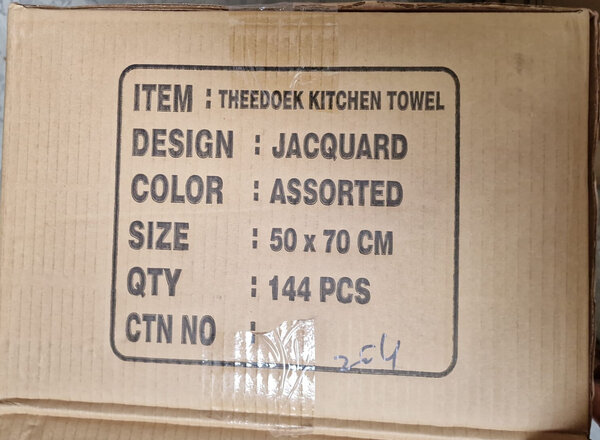 ITEM : THEEDOEK KITCHEN TOWEL
DESIGN : JACQUARD
COLOR : ASSORTED
SIZE : 50 x 70 CM
QTY : 144 PCS
CTN NO :